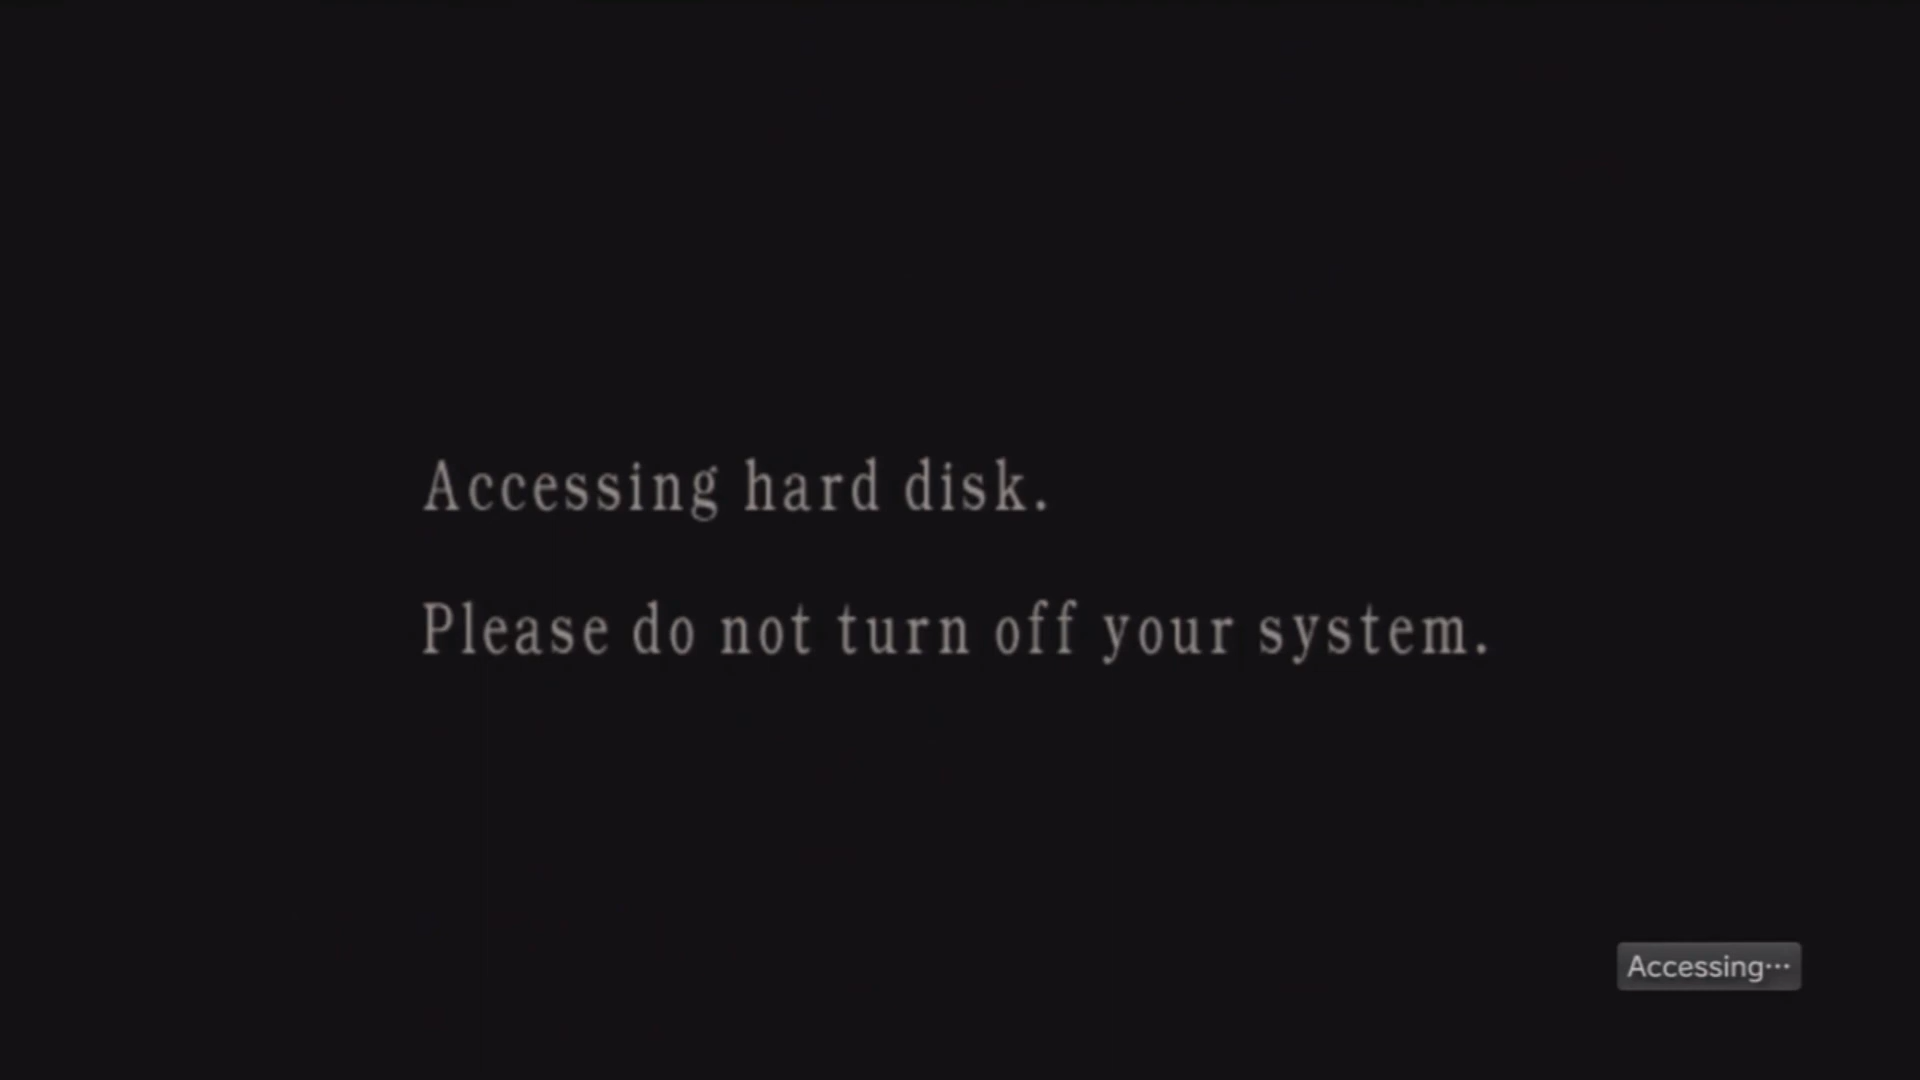 Accessing hard disk.
Please do not turn off your system.
Accessing···